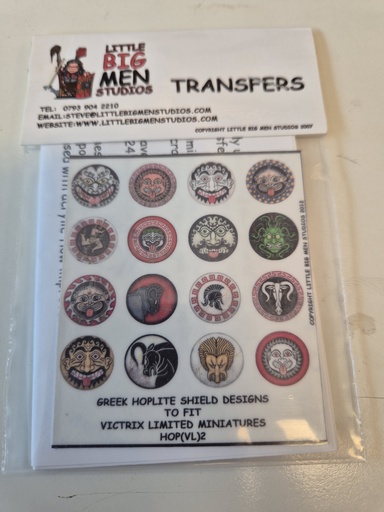 LITTLE
BIG
MEN
STUDIOS
TRANSFERS
TEL: 0793 904 2210
EMAIL:STEVE@LITTLEBIGMENSTUDIOS.COM
WEBSITE:WWW.LITTLEBIGMENSTUDIOS.COM
COPYRIGHT LITTLE BIG MEN STUDIOS 2007
COPYRIGHT LITTLE BIG MEN STUDIOS 2010
GREEK HOPLITE SHIELD DESIGNS
TO FIT
VICTRIX LIMITED MINIATURES
HOP(VL)2